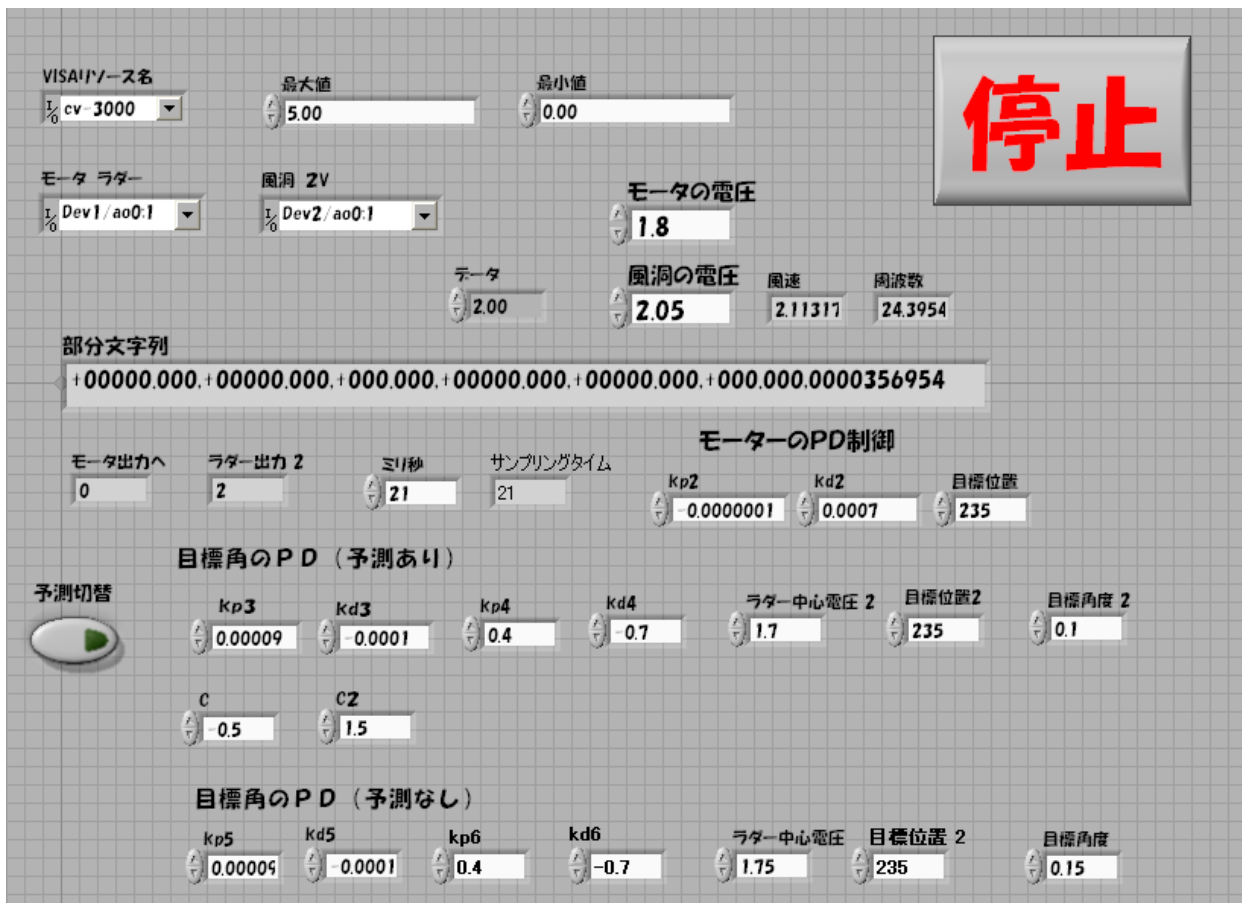 VISAリソース名 最大値 最小値
I/O cv-3000 5.00 0.00
停止
モータ ラダー 風洞 2V
I/O Dev1/ao0:1 I/O Dev2/ao0:1
モータの電圧
1.8
データ 風洞の電圧 風速 周波数
2.00 2.05 2.11317 24.3954
部分文字列
+00000.000,+00000.000,+000.000,+00000.000,+00000.000,+000.000,0000356954
モーターのPD制御
モータ出力へ ラダー出力 2 ミリ秒 サンプリングタイム kp2 kd2 目標位置
0 2 21 21 -0.0000001 0.0007 235
目標角のPD（予測あり）
予測切替 kp3 kd3 kp4 kd4 ラダー中心電圧 2 目標位置2 目標角度 2
0.00009 -0.0001 0.4 -0.7 1.7 235 0.1
C C2
-0.5 1.5
目標角のPD（予測なし）
kp5 kd5 kp6 kd6 ラダー中心電圧 目標位置 2 目標角度
0.00009 -0.0001 0.4 -0.7 1.75 235 0.15